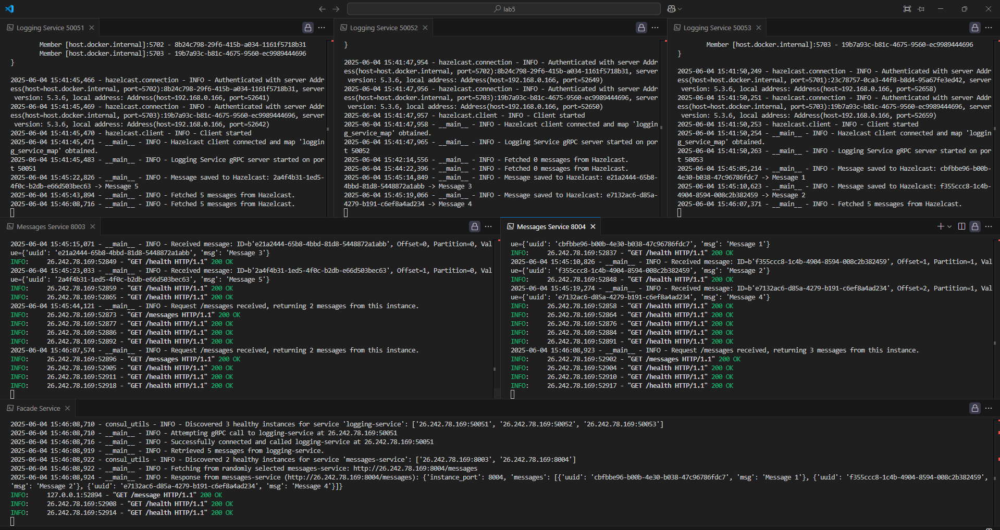 lab5
Logging Service 50051
Member [host.docker.internal]:5702 - 8b24c798-29f6-415b-a034-1161f5718b31
Member [host.docker.internal]:5703 - 19b7a93c-b81c-4675-9560-ec9989444696
}
2025-06-04 15:41:45,466 - hazelcast.connection - INFO - Authenticated with server Addr
ess(host=host.docker.internal, port=5702):8b24c798-29f6-415b-a034-1161f5718b31, server
version: 5.3.6, local address: Address(host=192.168.0.166, port=52641)
2025-06-04 15:41:45,469 - hazelcast.connection - INFO - Authenticated with server Addr
ess(host=host.docker.internal, port=5703):19b7a93c-b81c-4675-9560-ec9989444696, server
version: 5.3.6, local address: Address(host=192.168.0.166, port=52642)
2025-06-04 15:41:45,470 - hazelcast.client - INFO - Client started
2025-06-04 15:41:45,471 - __main__ - INFO - Hazelcast client connected and map 'loggin
g_service_map' obtained.
2025-06-04 15:41:45,483 - __main__ - INFO - Logging Service gRPC server started on por
t 50051
2025-06-04 15:45:22,826 - __main__ - INFO - Message saved to Hazelcast: 2a4f4b31-1ed5-
4f0c-b2db-e66d503bec63 -> Message 5
2025-06-04 15:45:43,894 - __main__ - INFO - Fetched 5 messages from Hazelcast.
2025-06-04 15:46:08,716 - __main__ - INFO - Fetched 5 messages from Hazelcast.
Logging Service 50052
}
2025-06-04 15:41:47,954 - hazelcast.connection - INFO - Authenticated with server Addr
ess(host=host.docker.internal, port=5702):8b24c798-29f6-415b-a034-1161f5718b31, server
version: 5.3.6, local address: Address(host=192.168.0.166, port=52649)
2025-06-04 15:41:47,956 - hazelcast.connection - INFO - Authenticated with server Addr
ess(host=host.docker.internal, port=5703):19b7a93c-b81c-4675-9560-ec9989444696, server
version: 5.3.6, local address: Address(host=192.168.0.166, port=52650)
2025-06-04 15:41:47,957 - hazelcast.client - INFO - Client started
2025-06-04 15:41:47,958 - __main__ - INFO - Hazelcast client connected and map 'loggin
g_service_map' obtained.
2025-06-04 15:41:47,965 - __main__ - INFO - Logging Service gRPC server started on por
t 50052
2025-06-04 15:42:14,556 - __main__ - INFO - Fetched 0 messages from Hazelcast.
2025-06-04 15:44:22,396 - __main__ - INFO - Fetched 0 messages from Hazelcast.
2025-06-04 15:45:14,849 - __main__ - INFO - Message saved to Hazelcast: e21a2444-65b8-
4bbd-81d8-5448872a1abb -> Message 3
2025-06-04 15:45:19,066 - __main__ - INFO - Message saved to Hazelcast: e7132ac6-d85a-
4279-b191-c6ef8a4ad234 -> Message 4
Logging Service 50053
Member [host.docker.internal]:5703 - 19b7a93c-b81c-4675-9560-ec9989444696
}
2025-06-04 15:41:50,249 - hazelcast.connection - INFO - Authenticated with server Addr
ess(host=host.docker.internal, port=5701):23c78757-0ca3-44f8-b8d4-95a67fe3ed42, server
version: 5.3.6, local address: Address(host=192.168.0.166, port=52658)
2025-06-04 15:41:50,251 - hazelcast.connection - INFO - Authenticated with server Addr
ess(host=host.docker.internal, port=5703):19b7a93c-b81c-4675-9560-ec9989444696, server
version: 5.3.6, local address: Address(host=192.168.0.166, port=52659)
2025-06-04 15:41:50,253 - hazelcast.client - INFO - Client started
2025-06-04 15:41:50,254 - __main__ - INFO - Hazelcast client connected and map 'loggin
g_service_map' obtained.
2025-06-04 15:41:50,263 - __main__ - INFO - Logging Service gRPC server started on por
t 50053
2025-06-04 15:45:05,214 - __main__ - INFO - Message saved to Hazelcast: cbfbbe96-b00b-
4e30-b038-47c96786fdc7 -> Message 1
2025-06-04 15:45:10,623 - __main__ - INFO - Message saved to Hazelcast: f355ccc8-1c4b-
4904-8594-008c2b382459 -> Message 2
2025-06-04 15:46:07,371 - __main__ - INFO - Fetched 5 messages from Hazelcast.
Messages Service 8003
2025-06-04 15:45:15,071 - __main__ - INFO - Received message: ID=b'e21a2444-65b8-4bbd-81d8-5448872a1abb', Offset=0, Partition=0, Val
ue={'uuid': 'e21a2444-65b8-4bbd-81d8-5448872a1abb', 'msg': 'Message 3'}
INFO: 26.242.78.169:52849 - "GET /health HTTP/1.1" 200 OK
2025-06-04 15:45:23,033 - __main__ - INFO - Received message: ID=b'2a4f4b31-1ed5-4f0c-b2db-e66d503bec63', Offset=1, Partition=0, Val
ue={'uuid': '2a4f4b31-1ed5-4f0c-b2db-e66d503bec63', 'msg': 'Message 5'}
INFO: 26.242.78.169:52859 - "GET /health HTTP/1.1" 200 OK
INFO: 26.242.78.169:52865 - "GET /health HTTP/1.1" 200 OK
2025-06-04 15:45:44,121 - __main__ - INFO - Request /messages received, returning 2 messages from this instance.
INFO: 26.242.78.169:52873 - "GET /messages HTTP/1.1" 200 OK
INFO: 26.242.78.169:52877 - "GET /health HTTP/1.1" 200 OK
INFO: 26.242.78.169:52886 - "GET /health HTTP/1.1" 200 OK
INFO: 26.242.78.169:52892 - "GET /health HTTP/1.1" 200 OK
2025-06-04 15:46:07,574 - __main__ - INFO - Request /messages received, returning 2 messages from this instance.
INFO: 26.242.78.169:52896 - "GET /messages HTTP/1.1" 200 OK
INFO: 26.242.78.169:52905 - "GET /health HTTP/1.1" 200 OK
INFO: 26.242.78.169:52911 - "GET /health HTTP/1.1" 200 OK
INFO: 26.242.78.169:52918 - "GET /health HTTP/1.1" 200 OK
Messages Service 8004
ue={'uuid': 'cbfbbe96-b00b-4e30-b038-47c96786fdc7', 'msg': 'Message 1'}
INFO: 26.242.78.169:52837 - "GET /health HTTP/1.1" 200 OK
2025-06-04 15:45:10,826 - __main__ - INFO - Received message: ID=b'f355ccc8-1c4b-4904-8594-008c2b382459', Offset=1, Partition=1, Val
ue={'uuid': 'f355ccc8-1c4b-4904-8594-008c2b382459', 'msg': 'Message 2'}
INFO: 26.242.78.169:52848 - "GET /health HTTP/1.1" 200 OK
2025-06-04 15:45:19,274 - __main__ - INFO - Received message: ID=b'e7132ac6-d85a-4279-b191-c6ef8a4ad234', Offset=2, Partition=1, Val
ue={'uuid': 'e7132ac6-d85a-4279-b191-c6ef8a4ad234', 'msg': 'Message 4'}
INFO: 26.242.78.169:52858 - "GET /health HTTP/1.1" 200 OK
INFO: 26.242.78.169:52864 - "GET /health HTTP/1.1" 200 OK
INFO: 26.242.78.169:52876 - "GET /health HTTP/1.1" 200 OK
INFO: 26.242.78.169:52884 - "GET /health HTTP/1.1" 200 OK
INFO: 26.242.78.169:52891 - "GET /health HTTP/1.1" 200 OK
2025-06-04 15:46:08,923 - __main__ - INFO - Request /messages received, returning 3 messages from this instance.
INFO: 26.242.78.169:52902 - "GET /messages HTTP/1.1" 200 OK
INFO: 26.242.78.169:52904 - "GET /health HTTP/1.1" 200 OK
INFO: 26.242.78.169:52910 - "GET /health HTTP/1.1" 200 OK
INFO: 26.242.78.169:52917 - "GET /health HTTP/1.1" 200 OK
Facade Service
2025-06-04 15:46:08,710 - consul_utils - INFO - Discovered 3 healthy instances for service 'logging-service': ['26.242.78.169:50051', '26.242.78.169:50052', '26.242.78.169:50053']
2025-06-04 15:46:08,710 - __main__ - INFO - Attempting gRPC call to logging-service at 26.242.78.169:50051
2025-06-04 15:46:08,716 - __main__ - INFO - Successfully connected and called logging-service at 26.242.78.169:50051
2025-06-04 15:46:08,919 - __main__ - INFO - Retrieved 5 messages from logging-service.
2025-06-04 15:46:08,922 - consul_utils - INFO - Discovered 2 healthy instances for service 'messages-service': ['26.242.78.169:8003', '26.242.78.169:8004']
2025-06-04 15:46:08,922 - __main__ - INFO - Fetching from randomly selected messages-service: http://26.242.78.169:8004/messages
2025-06-04 15:46:08,924 - __main__ - INFO - Response from messages-service (http://26.242.78.169:8004/messages): {'instance_port': 8004, 'messages': [{'uuid': 'cbfbbe96-b00b-4e30-b038-47c96786fdc7', 'msg': 'Message 1'}, {'uuid': 'f355ccc8-1c4b-4904-8594-008c2b382459',
'msg': 'Message 2'}, {'uuid': 'e7132ac6-d85a-4279-b191-c6ef8a4ad234', 'msg': 'Message 4'}]}
INFO: 127.0.0.1:52894 - "GET /message HTTP/1.1" 200 OK
INFO: 26.242.78.169:52908 - "GET /health HTTP/1.1" 200 OK
INFO: 26.242.78.169:52914 - "GET /health HTTP/1.1" 200 OK